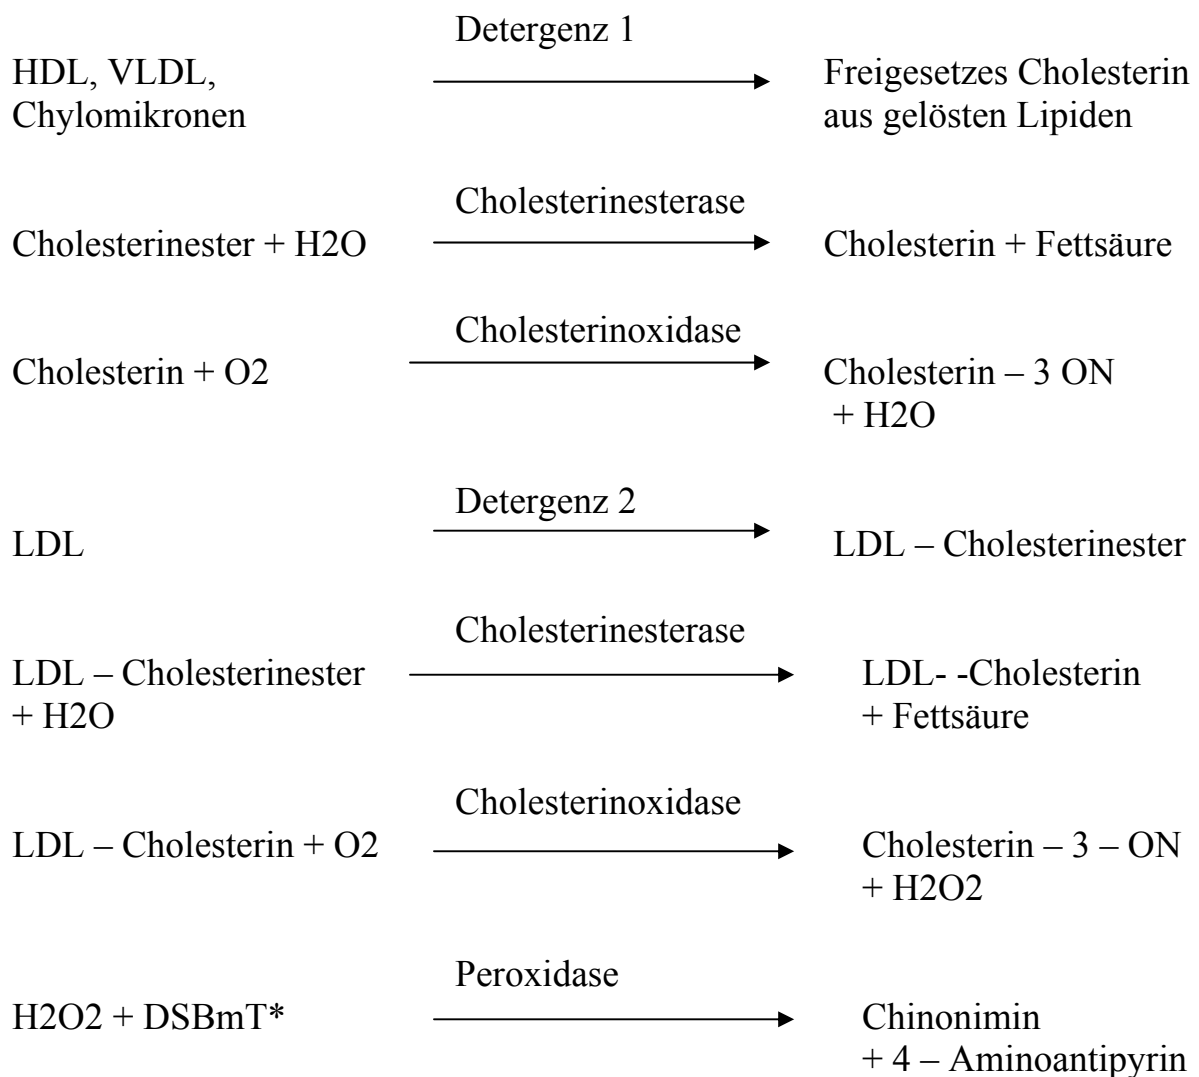 Detergenz 1
HDL, VLDL,
Chylomikronen
Freigesetzes Cholesterin
aus gelösten Lipiden
Cholesterinesterase
Cholesterinester + H2O
Cholesterin + Fettsäure
Cholesterinoxidase
Cholesterin + O2
Cholesterin – 3 ON
+ H2O
Detergenz 2
LDL
LDL – Cholesterinester
Cholesterinesterase
LDL – Cholesterinester
+ H2O
LDL- -Cholesterin
+ Fettsäure
Cholesterinoxidase
LDL – Cholesterin + O2
Cholesterin – 3 – ON
+ H2O2
Peroxidase
H2O2 + DSBmT*
Chinonimin
+ 4 – Aminoantipyrin